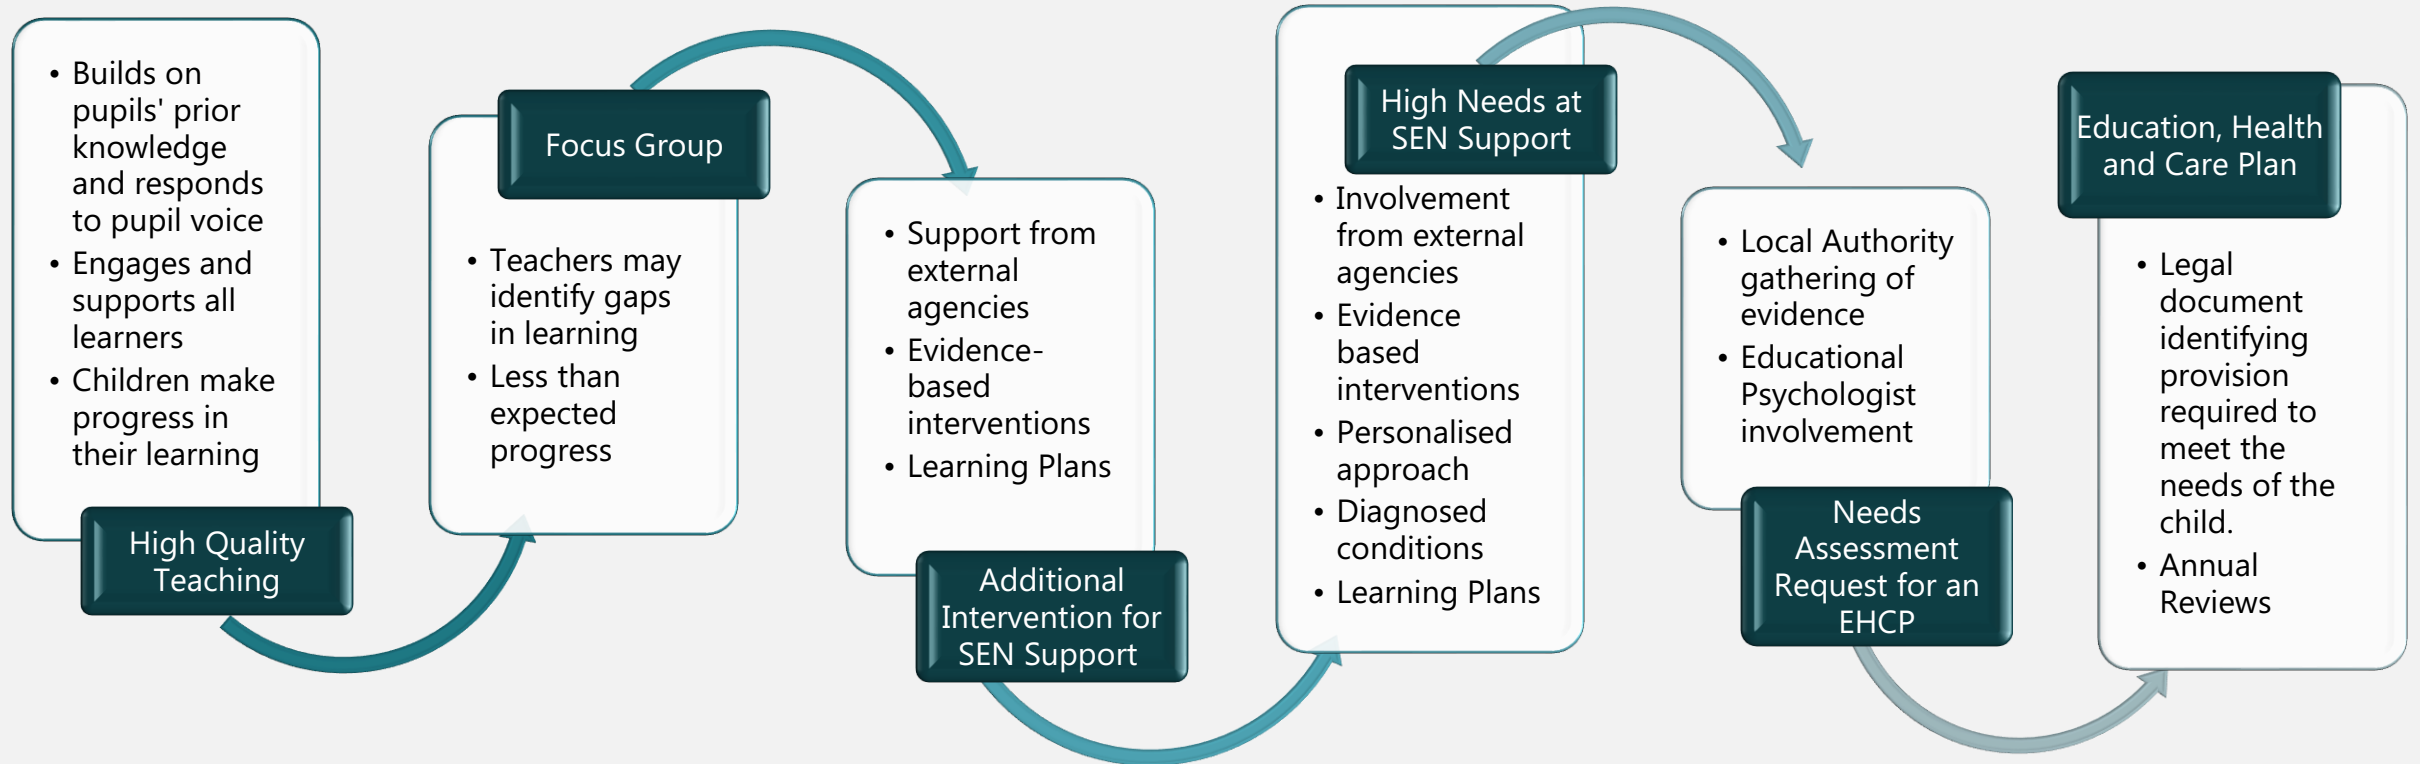 • Builds on
pupils' prior
knowledge
and responds
to pupil voice
• Engages and
supports all
learners
• Children make
progress in
their learning
High Quality
Teaching
Focus Group
• Teachers may
identify gaps
in learning
• Less than
expected
progress
• Support from
external
agencies
• Evidence-
based
interventions
• Learning Plans
Additional
Intervention for
SEN Support
High Needs at
SEN Support
• Involvement
from external
agencies
• Evidence
based
interventions
• Personalised
approach
• Diagnosed
conditions
• Learning Plans
• Local Authority
gathering of
evidence
• Educational
Psychologist
involvement
Needs
Assessment
Request for an
EHCP
Education, Health
and Care Plan
• Legal
document
identifying
provision
required to
meet the
needs of the
child.
• Annual
Reviews